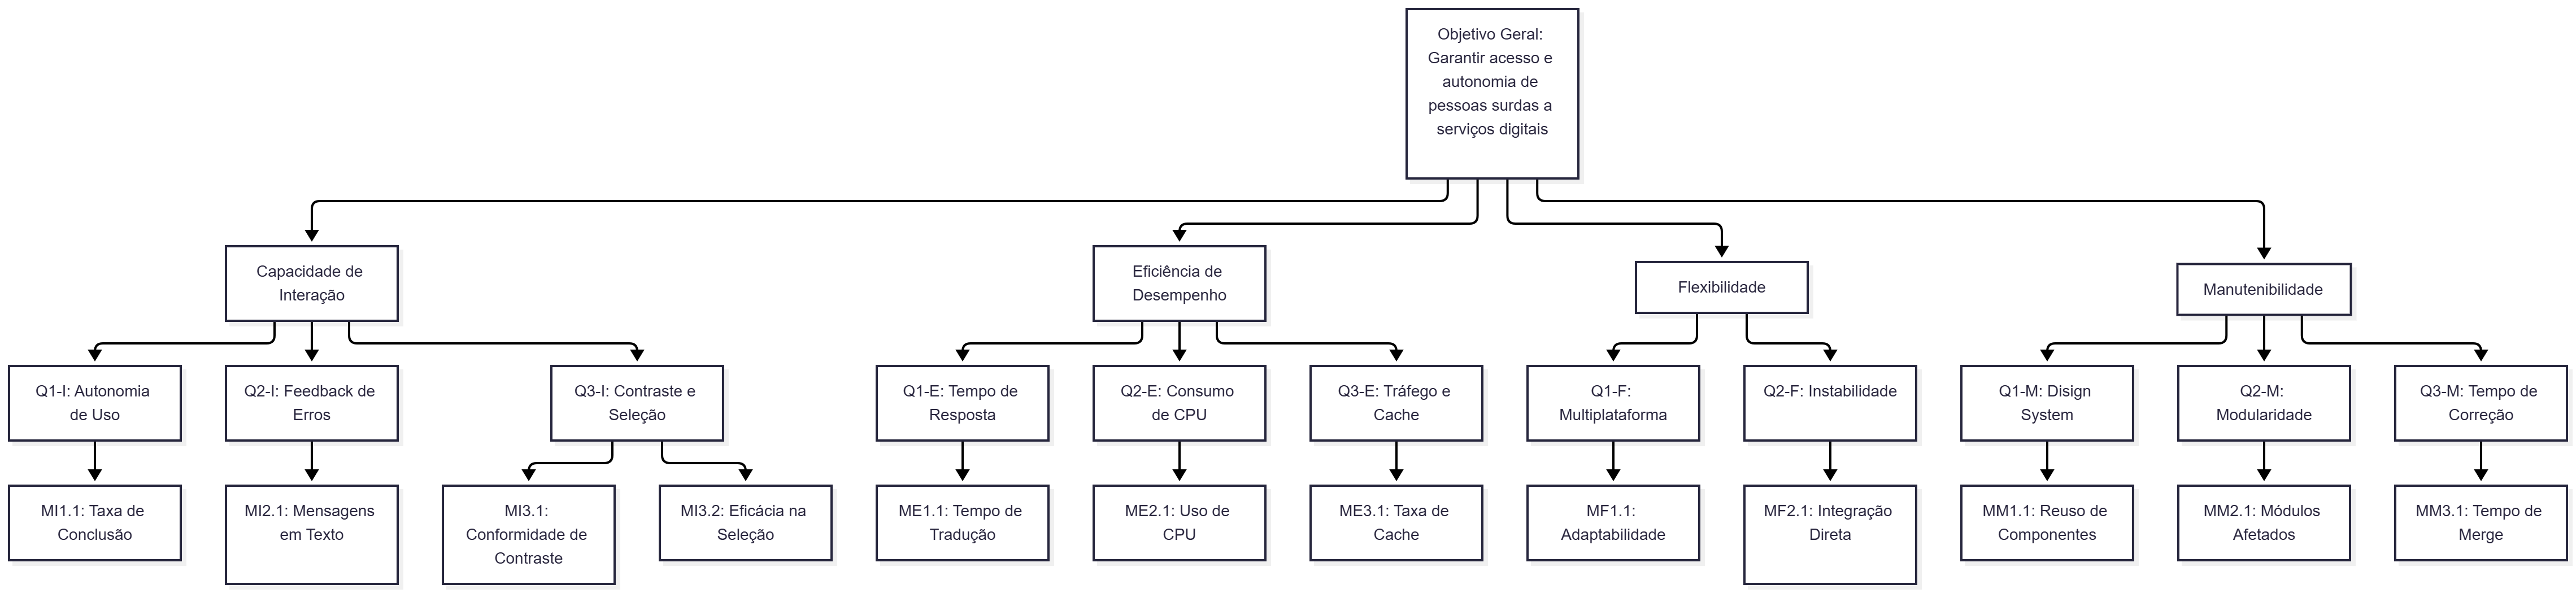 Objetivo Geral:
Garantir acesso e
autonomia de
pessoas surdas a
serviços digitais
Capacidade de
Interação
Eficiência de
Desempenho
Flexibilidade
Manutenibilidade
Q1-I: Autonomia
de Uso
Q2-I: Feedback de
Erros
Q3-I: Contraste e
Seleção
Q1-E: Tempo de
Resposta
Q2-E: Consumo
de CPU
Q3-E: Tráfego e
Cache
Q1-F:
Multiplataforma
Q2-F: Instabilidade
Q1-M: Disign
System
Q2-M:
Modularidade
Q3-M: Tempo de
Correção
MI1.1: Taxa de
Conclusão
MI2.1: Mensagens
em Texto
MI3.1:
Conformidade de
Contraste
MI3.2: Eficácia na
Seleção
ME1.1: Tempo de
Tradução
ME2.1: Uso de
CPU
ME3.1: Taxa de
Cache
MF1.1:
Adaptabilidade
MF2.1: Integração
Direta
MM1.1: Reuso de
Componentes
MM2.1: Módulos
Afetados
MM3.1: Tempo de
Merge